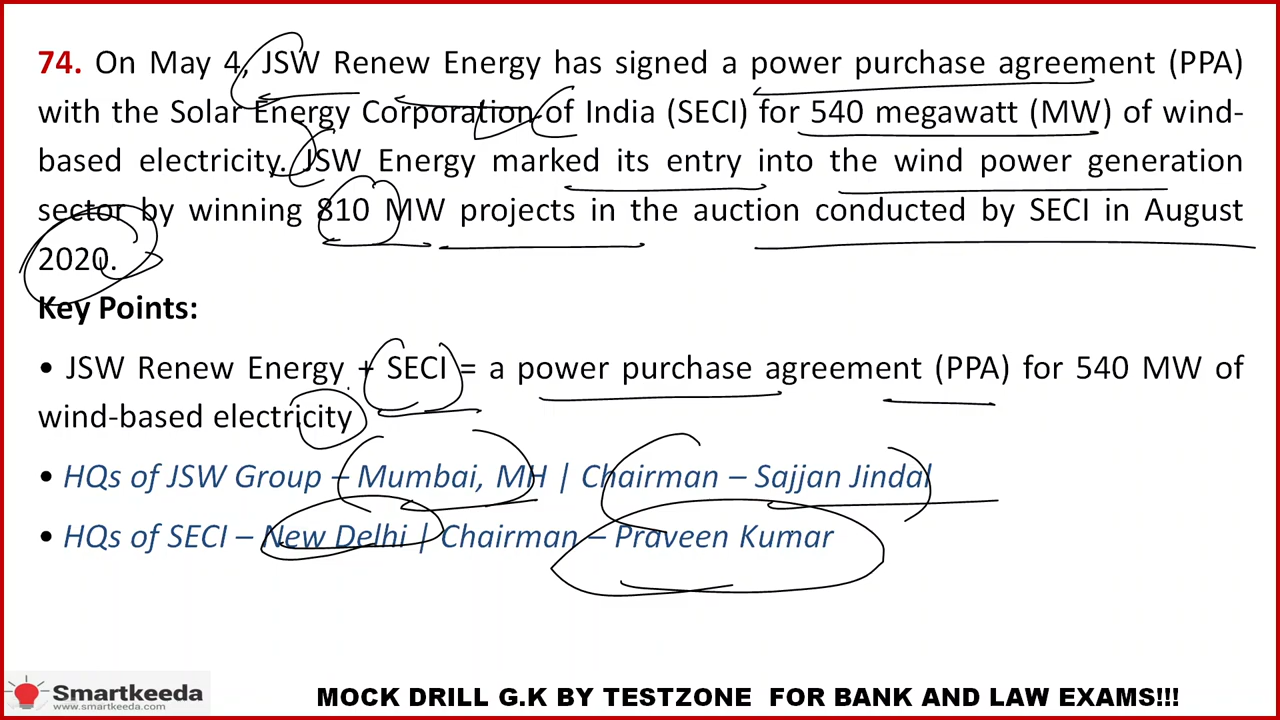 74. On May 4, JSW Renew Energy has signed a power purchase agreement (PPA)
with the Solar Energy Corporation of India (SECI) for 540 megawatt (MW) of wind-
based electricity. JSW Energy marked its entry into the wind power generation
sector by winning 810 MW projects in the auction conducted by SECI in August
2020.
Key Points:
• JSW Renew Energy + SECI = a power purchase agreement (PPA) for 540 MW of
wind-based electricity
• HQs of JSW Group – Mumbai, MH | Chairman – Sajjan Jindal
• HQs of SECI – New Delhi | Chairman – Praveen Kumar
Smartkeeda
www.smartkeeda.com
MOCK DRILL G.K BY TESTZONE FOR BANK AND LAW EXAMS!!!